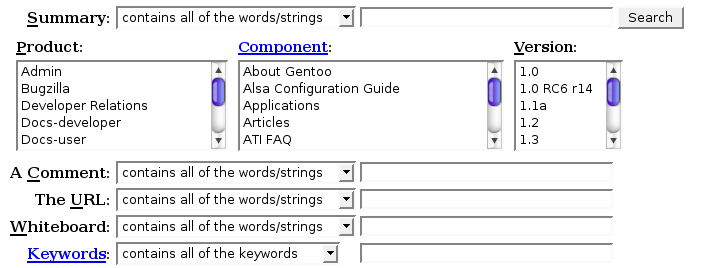 Summary: contains all of the words/strings Search
Product: Component: Version:
Admin About Gentoo 1.0
Bugzilla Alsa Configuration Guide 1.0 RC6 r14
Developer Relations Applications 1.1a
Docs-developer Articles 1.2
Docs-user ATI FAQ 1.3
A Comment: contains all of the words/strings
The URL: contains all of the words/strings
Whiteboard: contains all of the words/strings
Keywords: contains all of the keywords